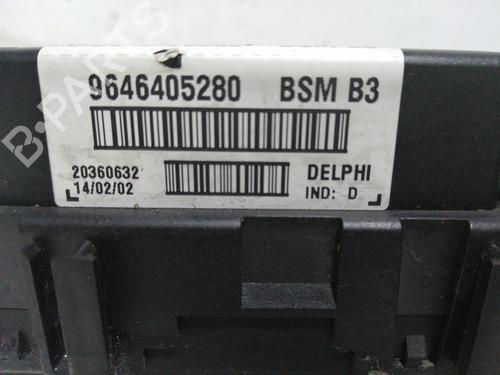 9646405280 BSM B3
20360632 DELPHI
14/02/02 IND: D
B-PARTS